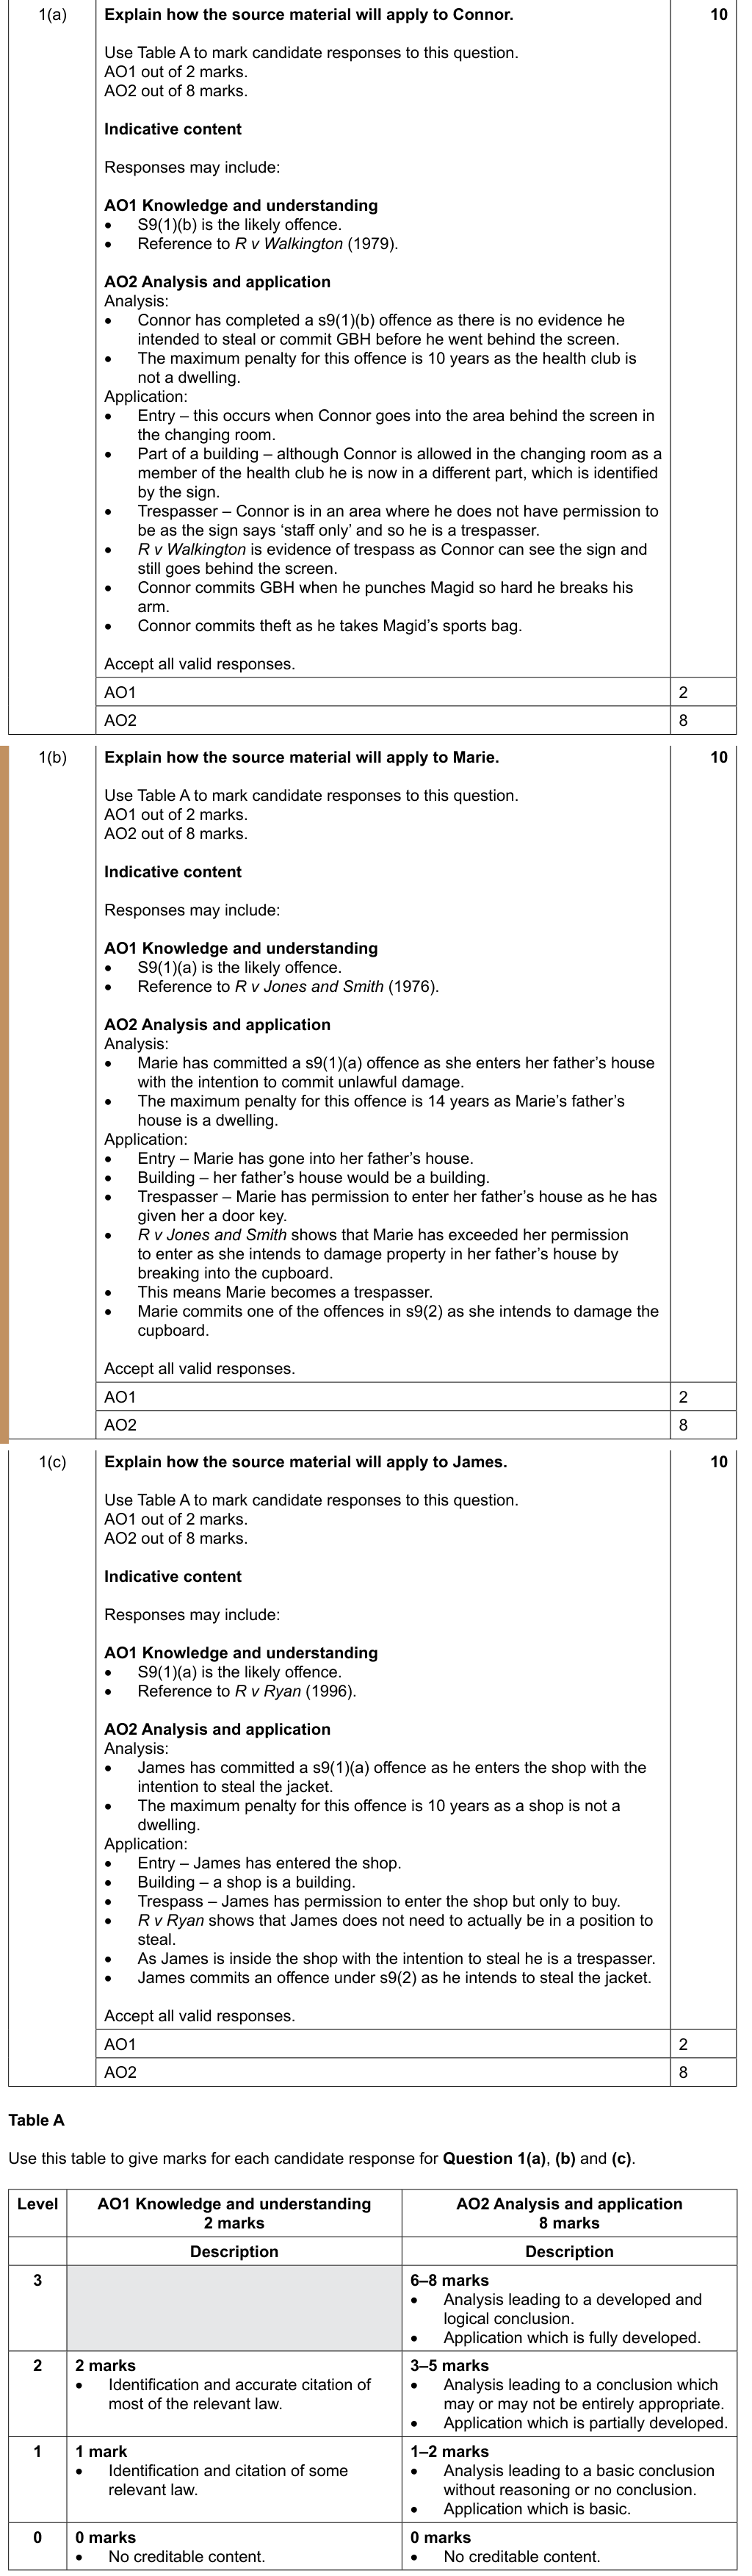 1(a) Explain how the source material will apply to Connor. 10
Use Table A to mark candidate responses to this question.
AO1 out of 2 marks.
AO2 out of 8 marks.
Indicative content
Responses may include:
AO1 Knowledge and understanding
• S9(1)(b) is the likely offence.
• Reference to R v Walkington (1979).
AO2 Analysis and application
Analysis:
• Connor has completed a s9(1)(b) offence as there is no evidence he
intended to steal or commit GBH before he went behind the screen.
• The maximum penalty for this offence is 10 years as the health club is
not a dwelling.
Application:
• Entry – this occurs when Connor goes into the area behind the screen in
the changing room.
• Part of a building – although Connor is allowed in the changing room as a
member of the health club he is now in a different part, which is identified
by the sign.
• Trespasser – Connor is in an area where he does not have permission to
be as the sign says ‘staff only’ and so he is a trespasser.
• R v Walkington is evidence of trespass as Connor can see the sign and
still goes behind the screen.
• Connor commits GBH when he punches Magid so hard he breaks his
arm.
• Connor commits theft as he takes Magid’s sports bag.
Accept all valid responses.
AO1 2
AO2 8
1(b) Explain how the source material will apply to Marie. 10
Use Table A to mark candidate responses to this question.
AO1 out of 2 marks.
AO2 out of 8 marks.
Indicative content
Responses may include:
AO1 Knowledge and understanding
• S9(1)(a) is the likely offence.
• Reference to R v Jones and Smith (1976).
AO2 Analysis and application
Analysis:
• Marie has committed a s9(1)(a) offence as she enters her father’s house
with the intention to commit unlawful damage.
• The maximum penalty for this offence is 14 years as Marie’s father’s
house is a dwelling.
Application:
• Entry – Marie has gone into her father’s house.
• Building – her father’s house would be a building.
• Trespasser – Marie has permission to enter her father’s house as he has
given her a door key.
• R v Jones and Smith shows that Marie has exceeded her permission
to enter as she intends to damage property in her father’s house by
breaking into the cupboard.
• This means Marie becomes a trespasser.
• Marie commits one of the offences in s9(2) as she intends to damage the
cupboard.
Accept all valid responses.
AO1 2
AO2 8
1(c) Explain how the source material will apply to James. 10
Use Table A to mark candidate responses to this question.
AO1 out of 2 marks.
AO2 out of 8 marks.
Indicative content
Responses may include:
AO1 Knowledge and understanding
• S9(1)(a) is the likely offence.
• Reference to R v Ryan (1996).
AO2 Analysis and application
Analysis:
• James has committed a s9(1)(a) offence as he enters the shop with the
intention to steal the jacket.
• The maximum penalty for this offence is 10 years as a shop is not a
dwelling.
Application:
• Entry – James has entered the shop.
• Building – a shop is a building.
• Trespass – James has permission to enter the shop but only to buy.
• R v Ryan shows that James does not need to actually be in a position to
steal.
• As James is inside the shop with the intention to steal he is a trespasser.
• James commits an offence under s9(2) as he intends to steal the jacket.
Accept all valid responses.
AO1 2
AO2 8
Table A
Use this table to give marks for each candidate response for Question 1(a), (b) and (c).
Level AO1 Knowledge and understanding AO2 Analysis and application
2 marks 8 marks
Description Description
3 6–8 marks
• Analysis leading to a developed and
logical conclusion.
• Application which is fully developed.
2 2 marks 3–5 marks
• Identification and accurate citation of • Analysis leading to a conclusion which
most of the relevant law. may or may not be entirely appropriate.
• Application which is partially developed.
1 1 mark 1–2 marks
• Identification and citation of some • Analysis leading to a basic conclusion
relevant law. without reasoning or no conclusion.
• Application which is basic.
0 0 marks 0 marks
• No creditable content. • No creditable content.